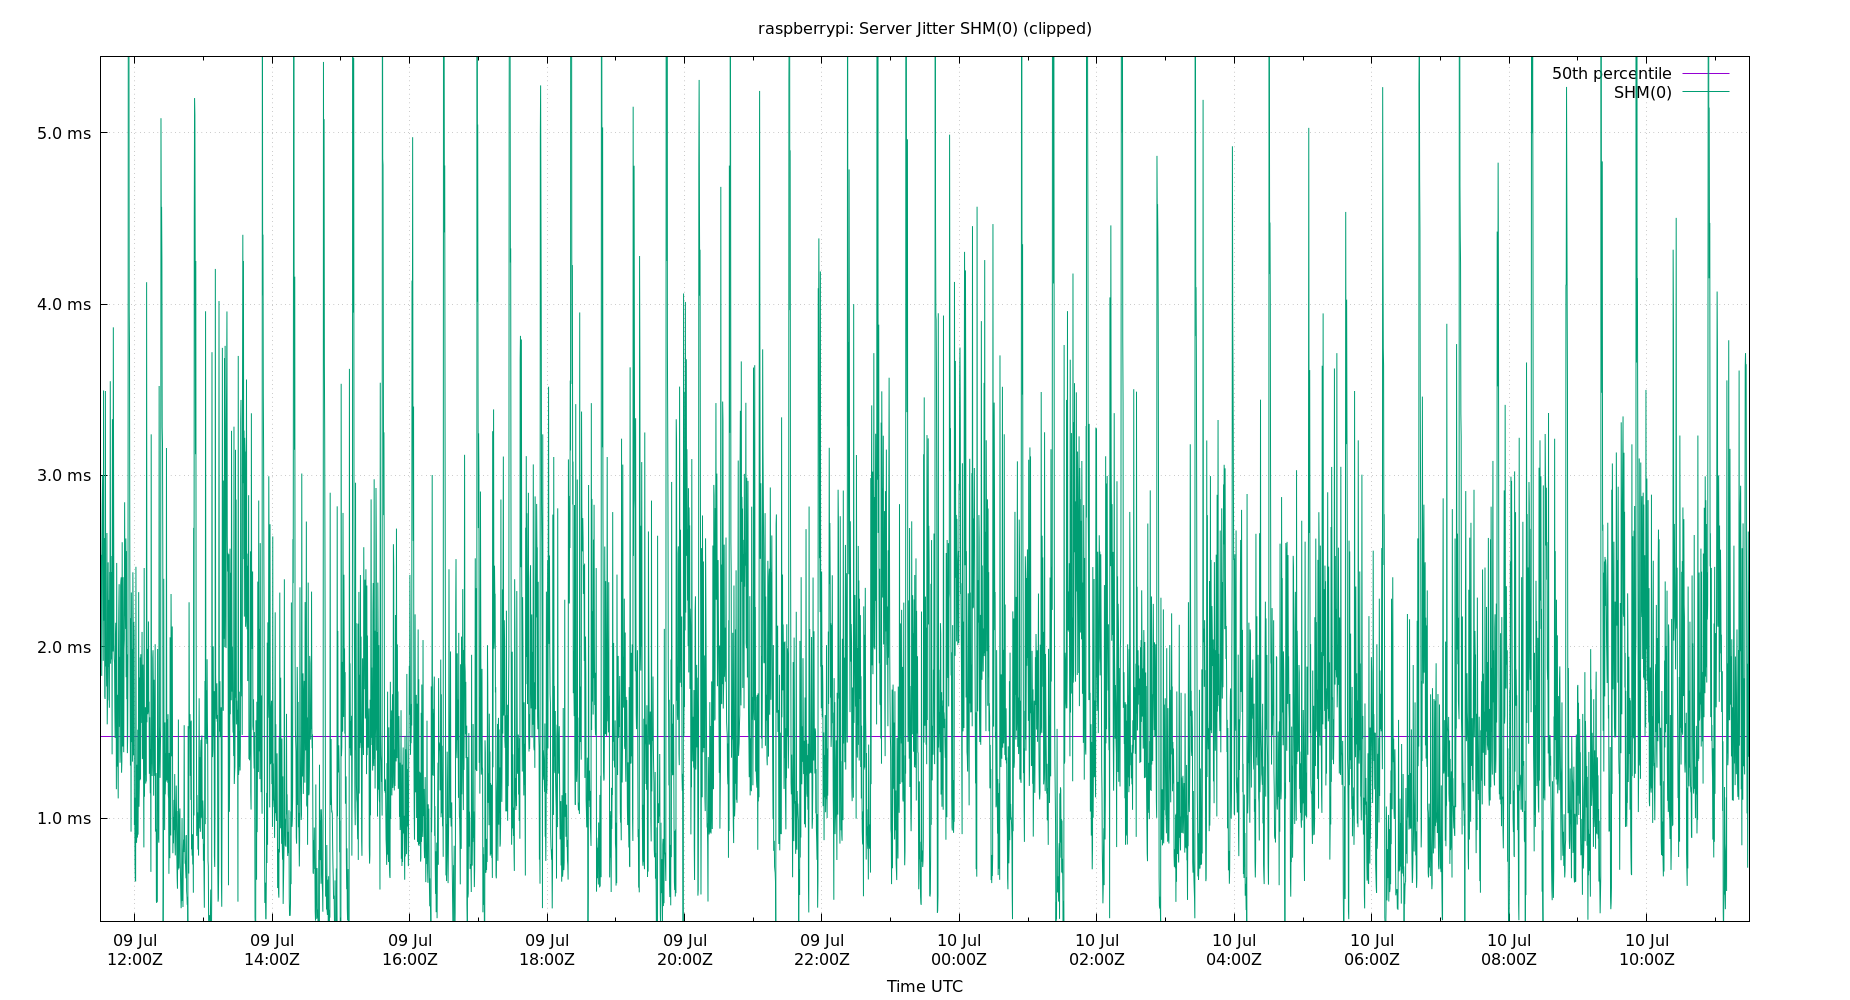 raspberrypi: Server Jitter SHM(0) (clipped)
50th percentile
SHM(0)
5.0 ms
4.0 ms
3.0 ms
2.0 ms
1.0 ms
09 Jul 09 Jul 09 Jul 09 Jul 09 Jul 09 Jul 10 Jul 10 Jul 10 Jul 10 Jul 10 Jul 10 Jul
12:00Z 14:00Z 16:00Z 18:00Z 20:00Z 22:00Z 00:00Z 02:00Z 04:00Z 06:00Z 08:00Z 10:00Z
Time UTC